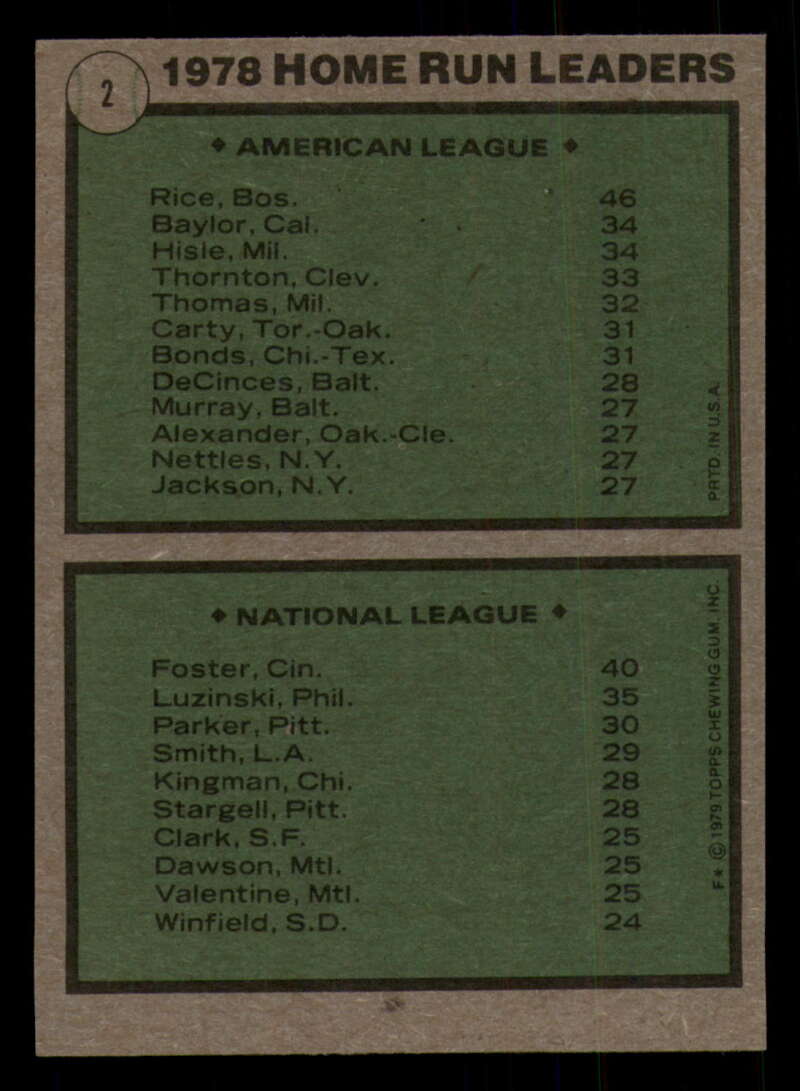 2
1978 HOME RUN LEADERS
♦ AMERICAN LEAGUE ♦
Rice, Bos. 46
Baylor, Cal. 34
Hisle, Mil. 34
Thornton, Clev. 33
Thomas, Mil. 32
Carty, Tor.-Oak. 31
Bonds, Chi.-Tex. 31
DeCinces, Balt. 28
Murray, Balt. 27
Alexander, Oak.-Cle. 27
Nettles, N.Y. 27
Jackson, N.Y. 27
PRTD. IN U.S.A.
♦ NATIONAL LEAGUE ♦
Foster, Cin. 40
Luzinski, Phil. 35
Parker, Pitt. 30
Smith, L.A. 29
Kingman, Chi. 28
Stargell, Pitt. 28
Clark, S.F. 25
Dawson, Mtl. 25
Valentine, Mtl. 25
Winfield, S.D. 24
F★ © 1979 TOPPS CHEWING GUM, INC.